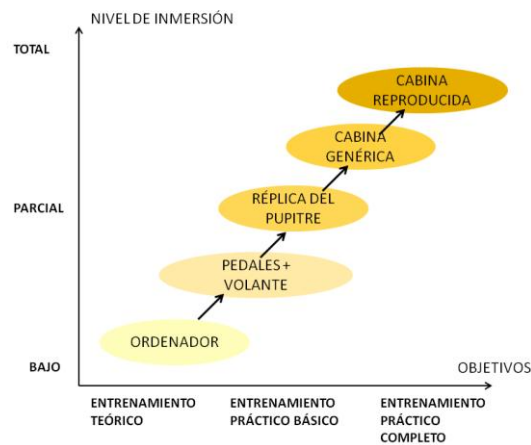 NIVEL DE INMERSIÓN
TOTAL
CABINA
REPRODUCIDA
CABINA
GENÉRICA
PARCIAL
RÉPLICA DEL
PUPITRE
PEDALES +
VOLANTE
ORDENADOR
BAJO
OBJETIVOS
ENTRENAMIENTO
TEÓRICO
ENTRENAMIENTO
PRÁCTICO BÁSICO
ENTRENAMIENTO
PRÁCTICO
COMPLETO